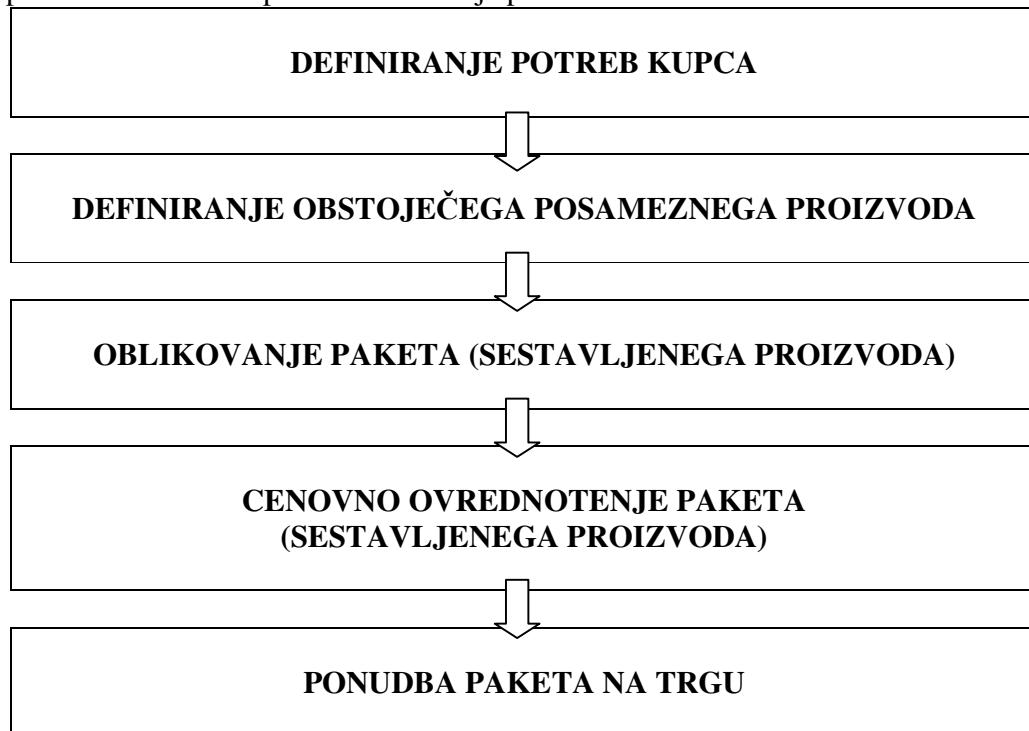 DEFINIRANJE POTREB KUPCA
DEFINIRANJE OBSTOJEČEGA POSAMEZNEGA PROIZVODA
OBLIKOVANJE PAKETA (SESTAVLJENEGA PROIZVODA)
CENOVNO OVREDNOTENJE PAKETA
(SESTAVLJENEGA PROIZVODA)
PONUDBA PAKETA NA TRGU